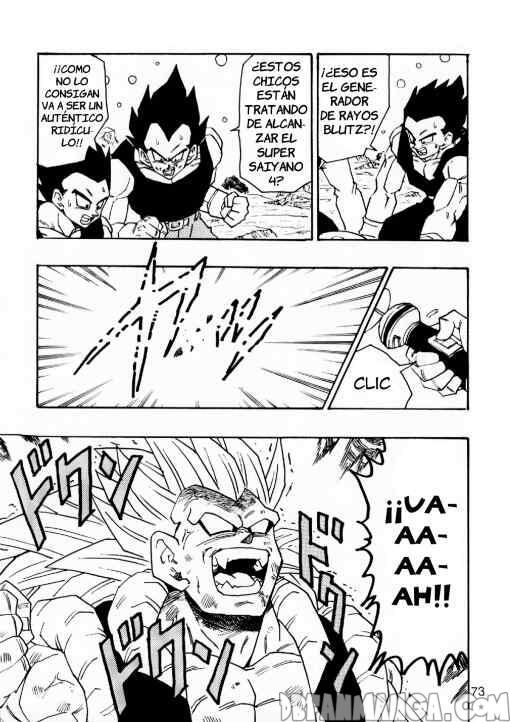 ¡¿ESO ES
EL GENE-
RADOR
DE RAYOS
BLUTZ?!
¿ESTOS
CHICOS
ESTÁN
TRATANDO
DE ALCAN-
ZAR EL
SUPER
SAIYANO
4?
¡¡COMO
NO LO
CONSIGAN
VA A SER UN
AUTÉNTICO
RIDÍCU-
LO!!
CLIC
¡¡UA-
AA-
AA-
AH!!
ドクン
ドクン
ドクン
73
DBFANMANGA.COM